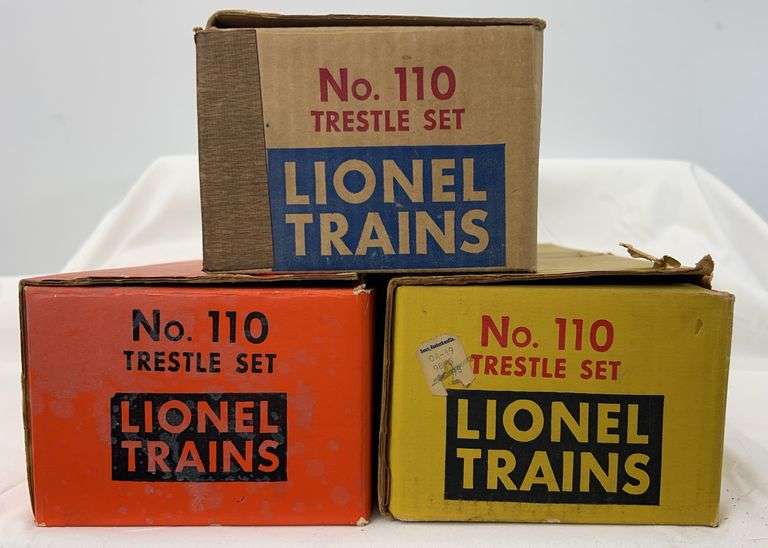 No. 110
TRESTLE SET
LIONEL
TRAINS
No. 110
TRESTLE SET
LIONEL
TRAINS
No. 110
TRESTLE SET
LIONEL
TRAINS